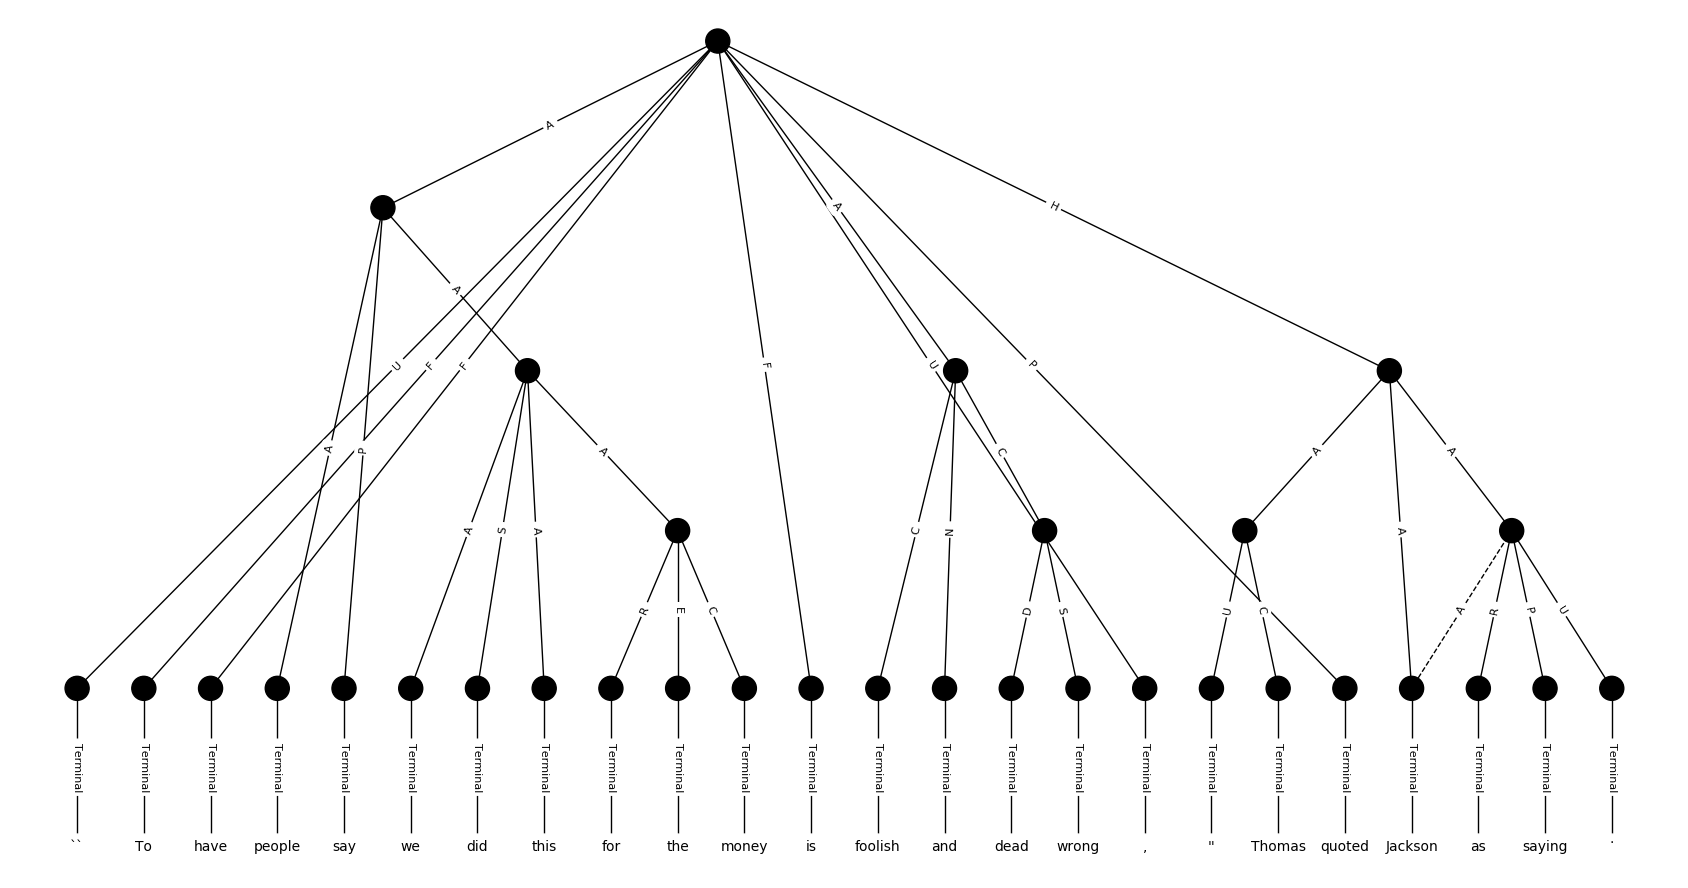 A
H
A
A
U
F
F
F
U
P
A
P
A
C
A
A
A
S
A
C
N
A
R
E
C
D
S
U
C
A
R
P
U
Terminal Terminal Terminal Terminal Terminal Terminal Terminal Terminal Terminal Terminal Terminal Terminal Terminal Terminal Terminal Terminal Terminal Terminal Terminal Terminal Terminal Terminal Terminal Terminal
`` To have people say we did this for the money is foolish and dead wrong , " Thomas quoted Jackson as saying .